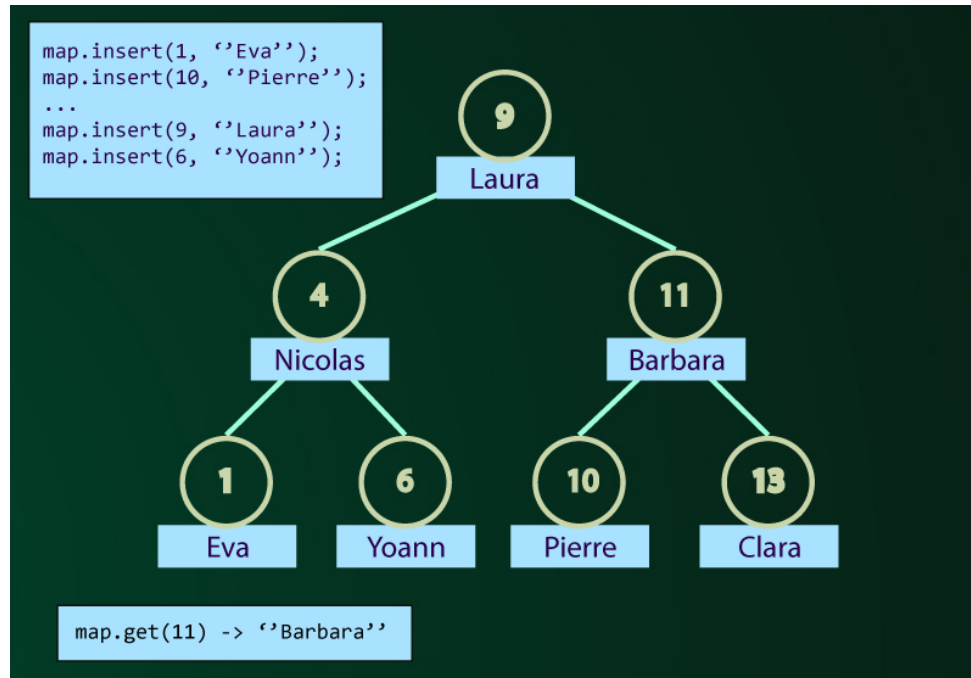 map.insert(1, ‘’Eva’’);
map.insert(10, ‘’Pierre’’);
...
map.insert(9, ‘’Laura’’);
map.insert(6, ‘’Yoann’’);
9
Laura
4
11
Nicolas
Barbara
1
6
10
13
Eva
Yoann
Pierre
Clara
map.get(11) -> ‘’Barbara’’